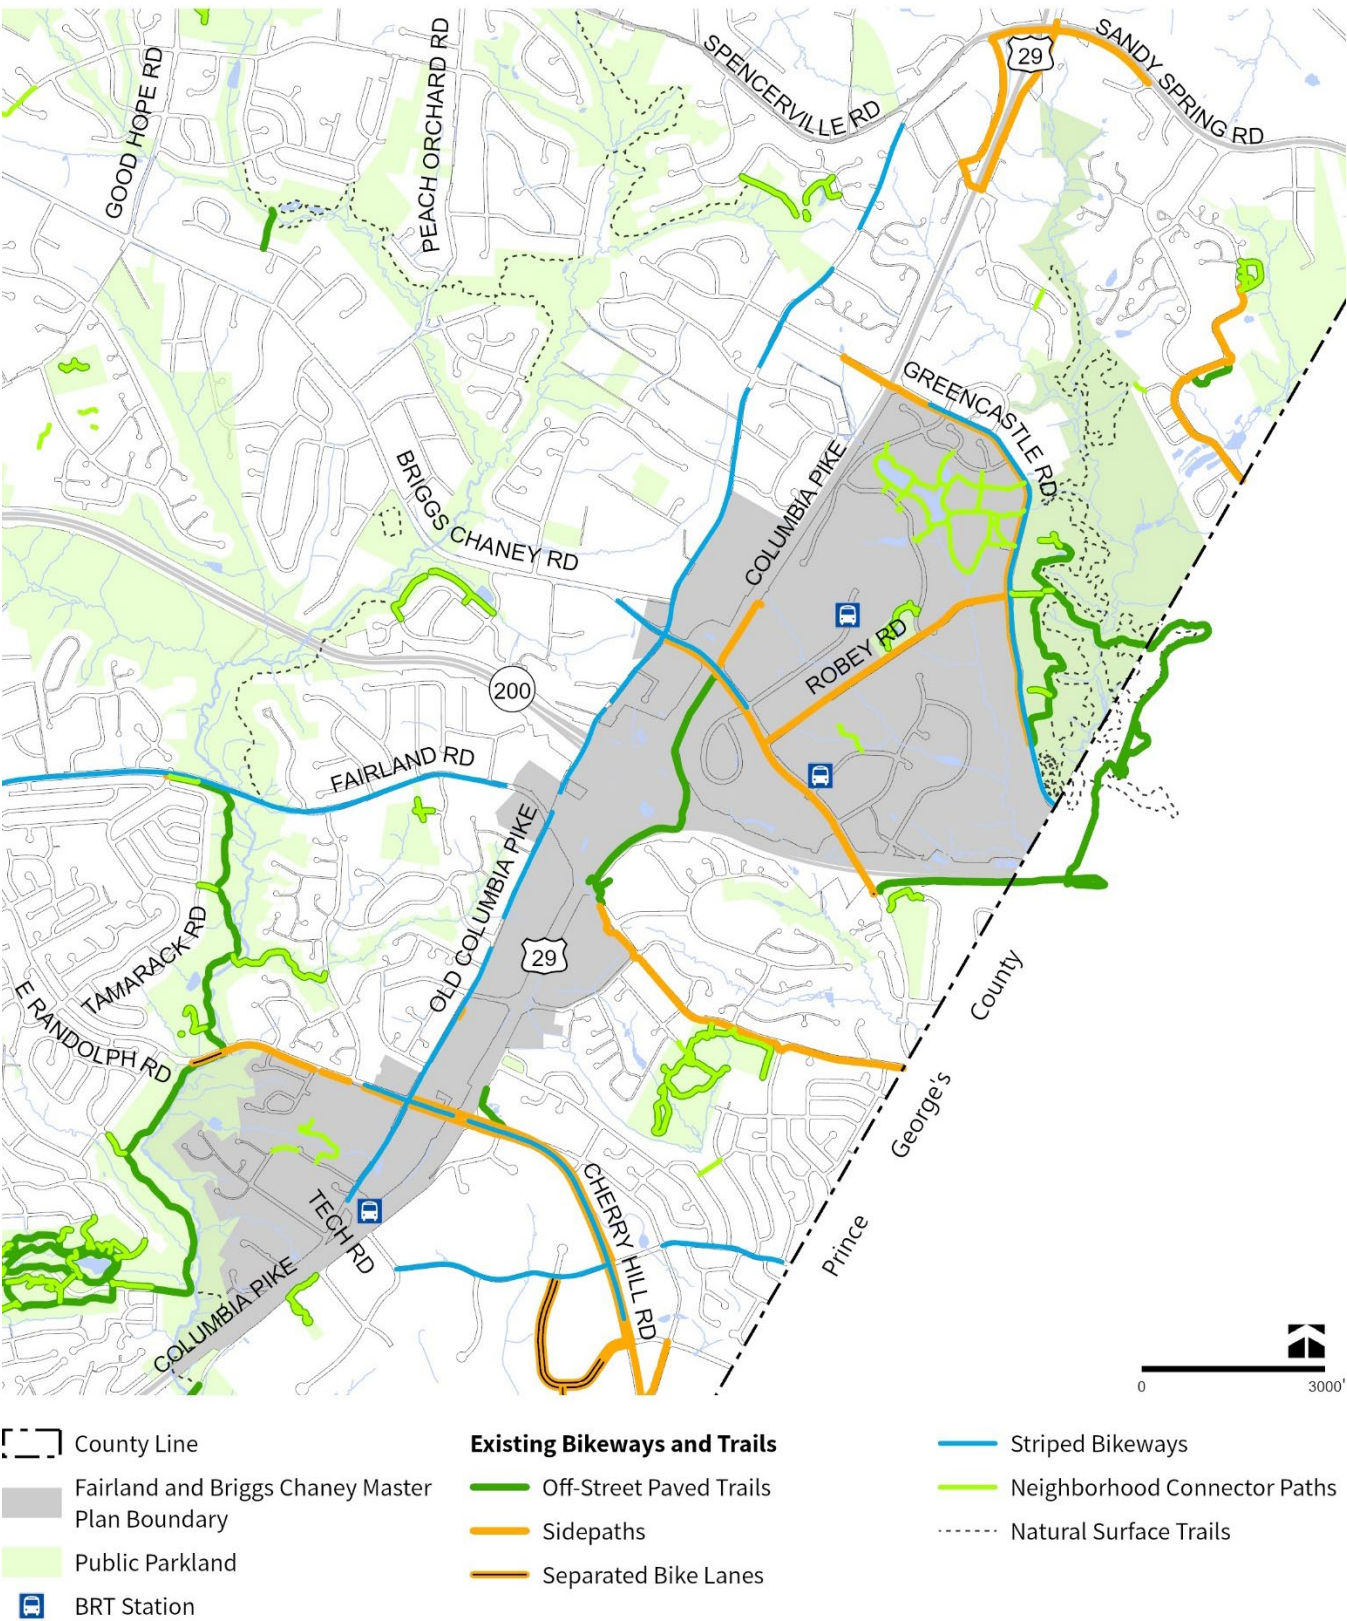 SPENCERVILLE RD
29
SANDY SPRING RD
GOOD HOPE RD
PEACH ORCHARD RD
GREENCASTLE RD
COLUMBIA PIKE
BRIGGS CHANEY RD
ROBEY RD
200
FAIRLAND RD
OLD COLUMBIA PIKE
TAMARACK RD
29
E RANDOLPH RD
County
George's
Prince
CHERRY HILL RD
TECH RD
COLUMBIA PIKE
0 3000'
County Line
Fairland and Briggs Chaney Master
Plan Boundary
Public Parkland
BRT Station
Existing Bikeways and Trails
Off-Street Paved Trails
Sidepaths
Separated Bike Lanes
Striped Bikeways
Neighborhood Connector Paths
Natural Surface Trails